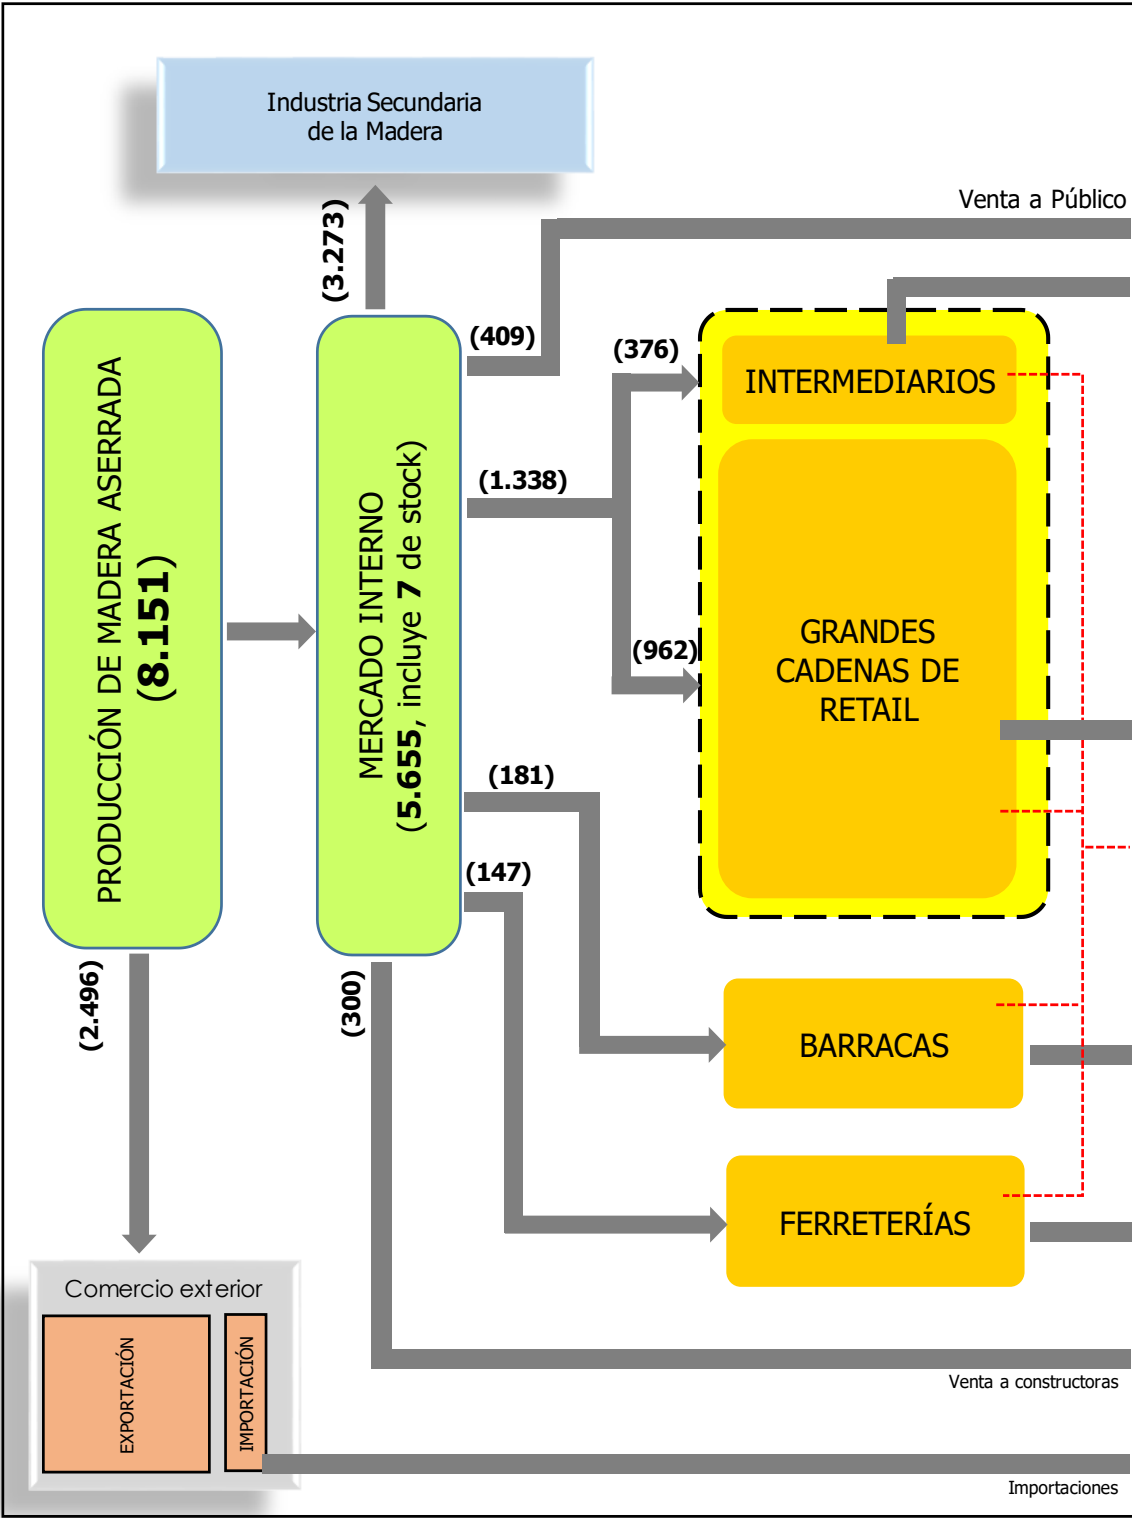 Industria Secundaria
de la Madera
(3.273)
Venta a Público
(409)
(376)
INTERMEDIARIOS
(1.338)
PRODUCCIÓN DE MADERA ASERRADA
(8.151)
MERCADO INTERNO
(5.655, incluye 7 de stock)
(962)
GRANDES
CADENAS DE
RETAIL
(181)
(147)
(2.496)
(300)
BARRACAS
FERRETERÍAS
Comercio exterior
EXPORTACIÓN
IMPORTACIÓN
Venta a constructoras
Importaciones